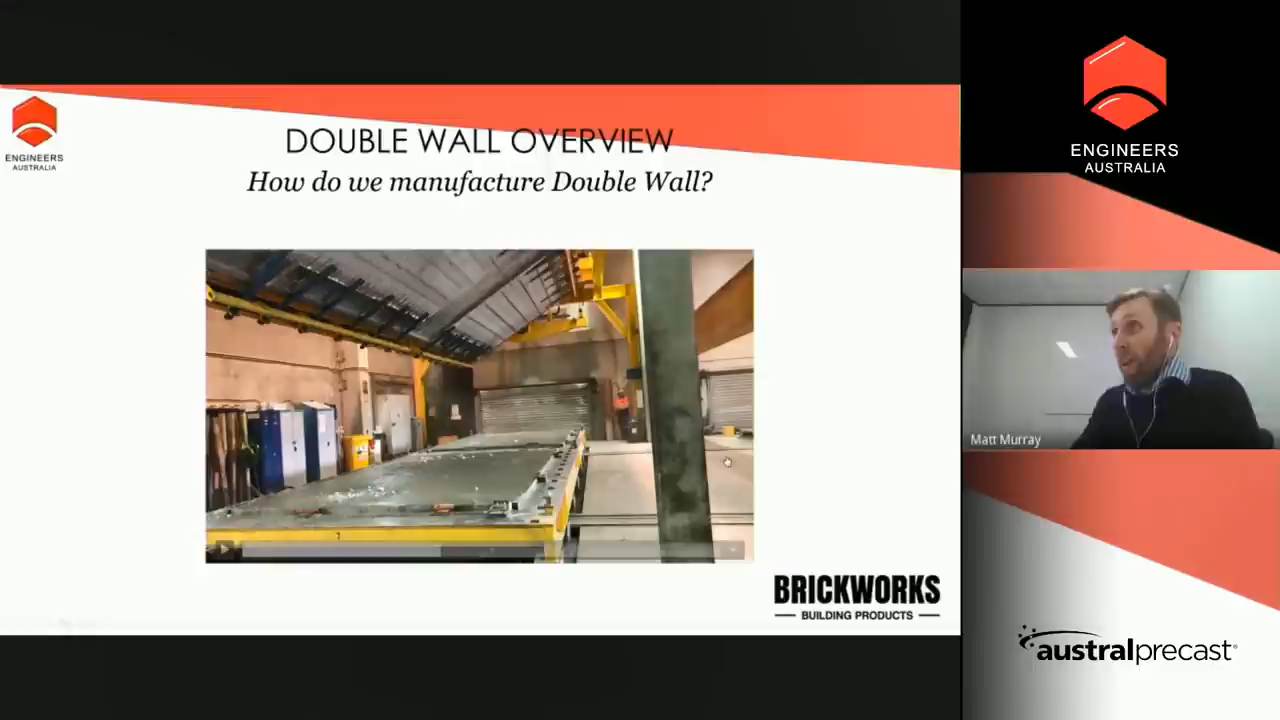 ENGINEERS
AUSTRALIA
DOUBLE WALL OVERVIEW
How do we manufacture Double Wall?
BRICKWORKS
BUILDING PRODUCTS
ENGINEERS
AUSTRALIA
Matt Murray
australprecast